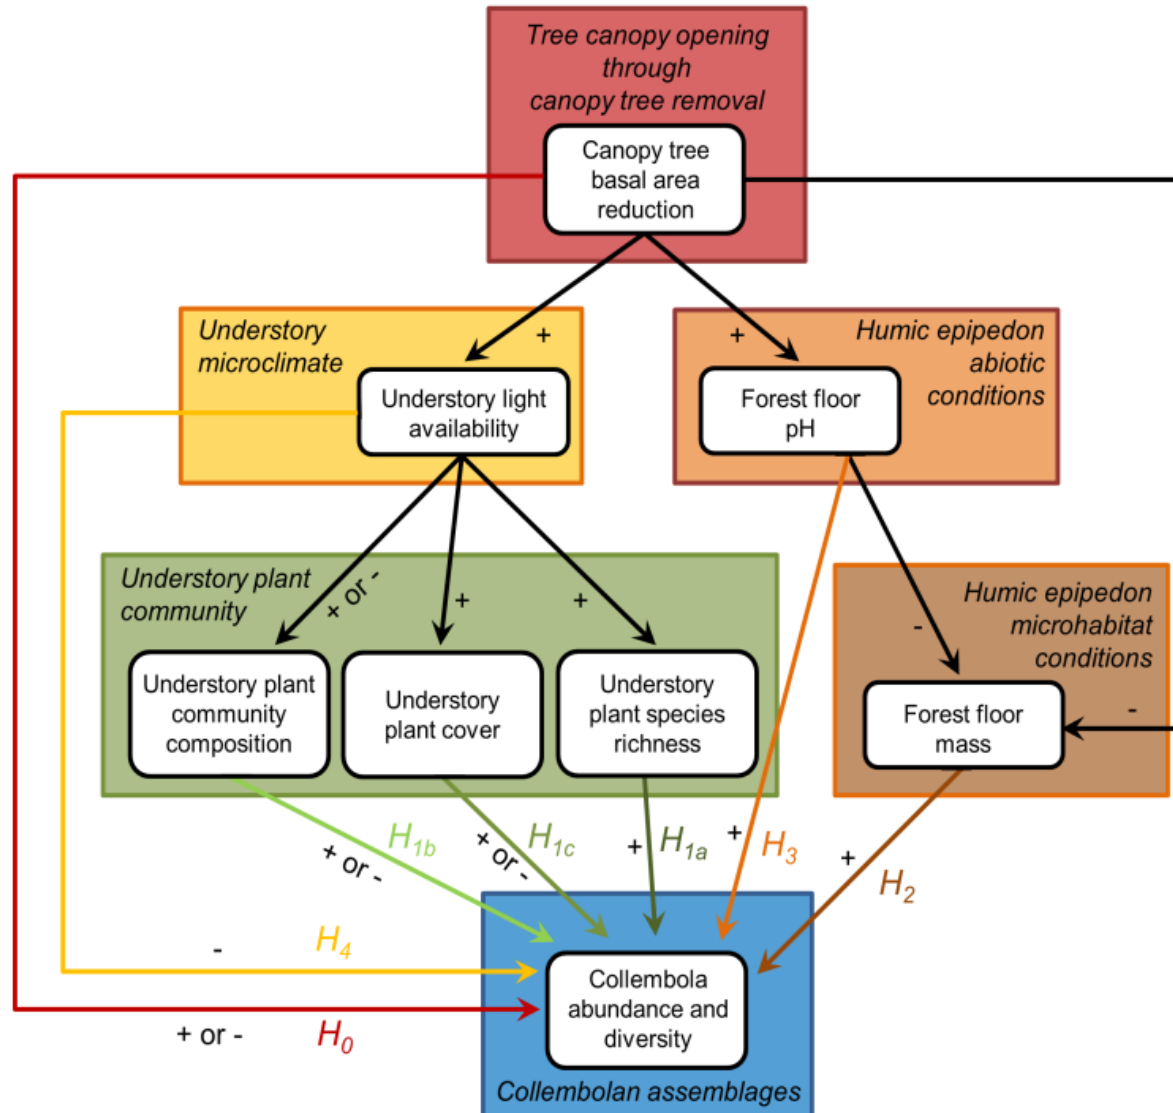 Tree canopy opening
through
canopy tree removal
Canopy tree
basal area
reduction
Understory
microclimate
+
+
Humic epipedon
abiotic
conditions
Understory light
availability
Forest floor
pH
Understory plant
community
+ or -
+
+
-
Humic epipedon
microhabitat
conditions
Understory plant
community
composition
Understory
plant cover
Understory
plant species
richness
Forest floor
mass
-
+ or -
H1b
+ or -
H1c
+
H1a
+
H3
+
H2
-
H4
+ or -
H0
Collembola
abundance and
diversity
Collembolan assemblages